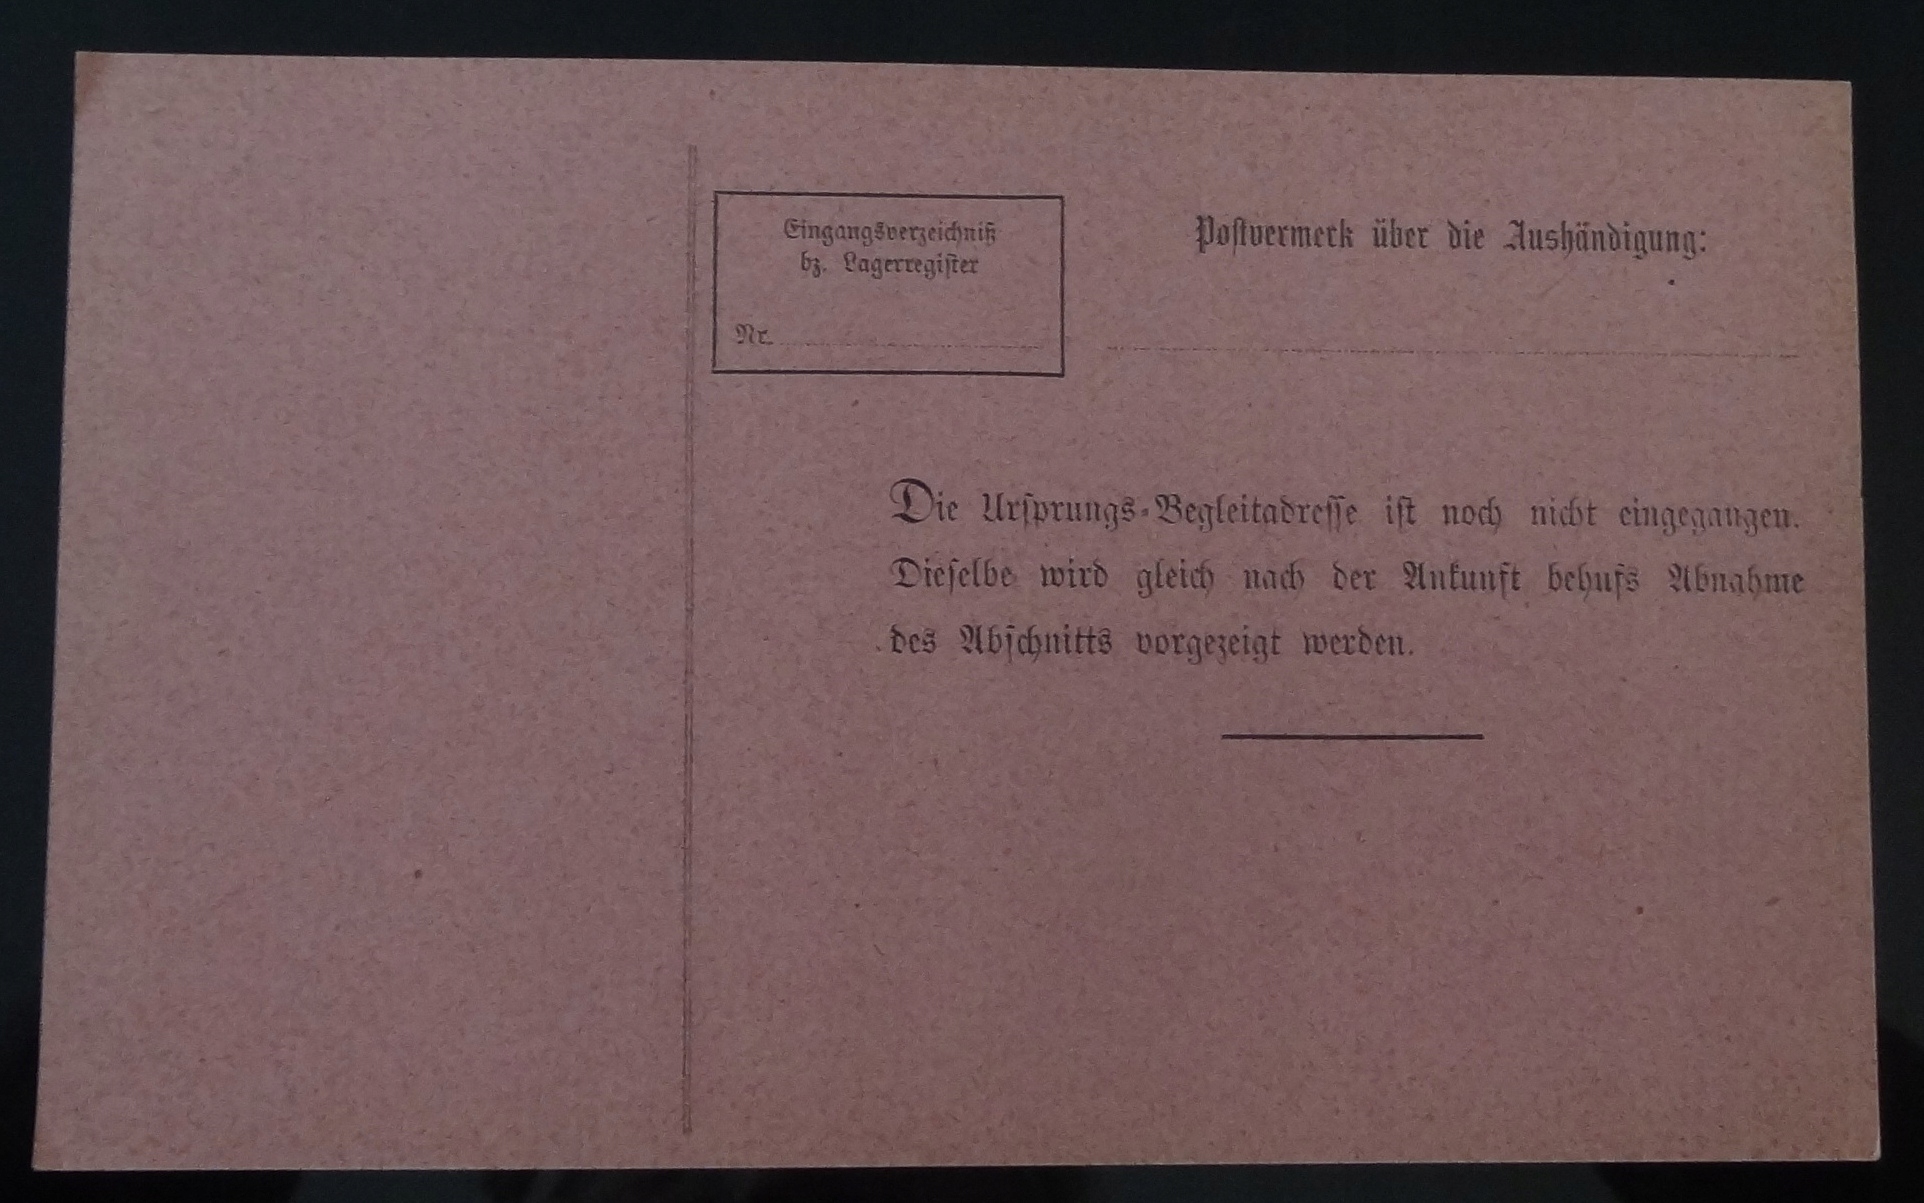 Eingangsverzeichniß
bz. Lagerregister
Nr.
Postvermerk über die Aushändigung:
Die Ursprungs-Begleitadresse ist noch nicht eingegangen.
Dieselbe wird gleich nach der Ankunft behufs Abnahme
des Abschnitts vorgezeigt werden.